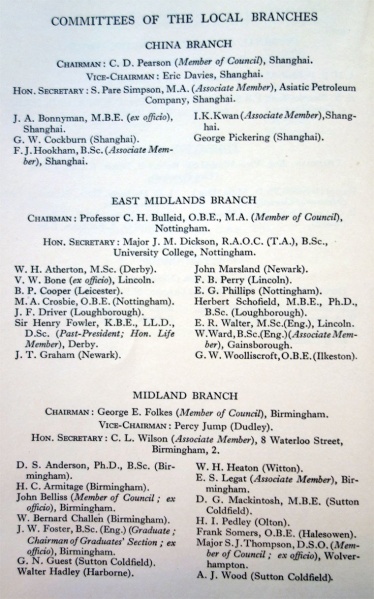 COMMITTEES OF THE LOCAL BRANCHES
CHINA BRANCH
CHAIRMAN: C. D. Pearson (Member of Council), Shanghai.
VICE-CHAIRMAN: Eric Davies, Shanghai.
HON. SECRETARY: S. Pare Simpson, M.A. (Associate Member), Asiatic Petroleum
Company, Shanghai.
J. A. Bonnyman, M.B.E. (ex officio),
Shanghai.
G. W. Cockburn (Shanghai).
F. J. Hookham, B.Sc. (Associate Mem-
ber), Shanghai.
I.K.Kwan (Associate Member), Shang-
hai.
George Pickering (Shanghai).
EAST MIDLANDS BRANCH
CHAIRMAN: Professor C. H. Bulleid, O.B.E., M.A. (Member of Council),
Nottingham.
HON. SECRETARY: Major J. M. Dickson, R.A.O.C. (T.A.), B.Sc.,
University College, Nottingham.
W. H. Atherton, M.Sc. (Derby).
V. W. Bone (ex officio), Lincoln.
B. P. Cooper (Leicester).
M. A. Crosbie, O.B.E. (Nottingham).
J. F. Driver (Loughborough).
Sir Henry Fowler, K.B.E., LL.D.,
D.Sc. (Past-President; Hon. Life
Member), Derby.
J. T. Graham (Newark).
John Marsland (Newark).
F. B. Perry (Lincoln).
E. G. Phillips (Nottingham).
Herbert Schofield, M.B.E., Ph.D.,
B.Sc. (Loughborough).
E. R. Walter, M.Sc.(Eng.), Lincoln.
W.Ward, B.Sc.(Eng.)(Associate Mem-
ber), Gainsborough.
G. W. Woolliscroft, O.B.E. (Ilkeston).
MIDLAND BRANCH
CHAIRMAN: George E. Folkes (Member of Council), Birmingham.
VICE-CHAIRMAN: Percy Jump (Dudley).
HON. SECRETARY: C. L. Wilson (Associate Member), 8 Waterloo Street,
Birmingham, 2.
D. S. Anderson, Ph.D., B.Sc. (Bir-
mingham).
H. C. Armitage (Birmingham).
John Belliss (Member of Council; ex
officio), Birmingham.
W. Bernard Challen (Birmingham).
J. W. Foster, B.Sc. (Eng.) (Graduate;
Chairman of Graduates' Section; ex
officio), Birmingham.
G. N. Guest (Sutton Coldfield).
Walter Hadley (Harborne).
W. H. Heaton (Witton).
E. S. Legat (Associate Member), Bir-
mingham.
D. G. Mackintosh, M.B.E. (Sutton
Coldfield).
H. I. Pedley (Olton).
Frank Somers, O.B.E. (Halesowen).
Major S. J. Thompson, D.S.O. (Mem-
ber of Council; ex officio), Wolver-
hampton.
A. J. Wood (Sutton Coldfield).